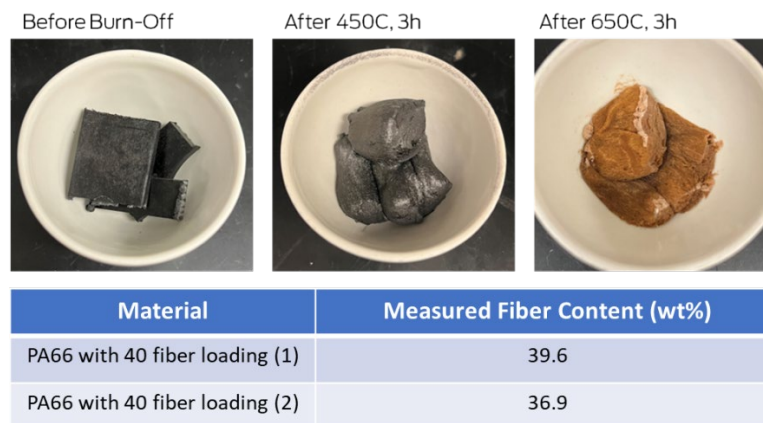 Before Burn-Off
After 450C, 3h
After 650C, 3h
Material Measured Fiber Content (wt%)
PA66 with 40 fiber loading (1) 39.6
PA66 with 40 fiber loading (2) 36.9